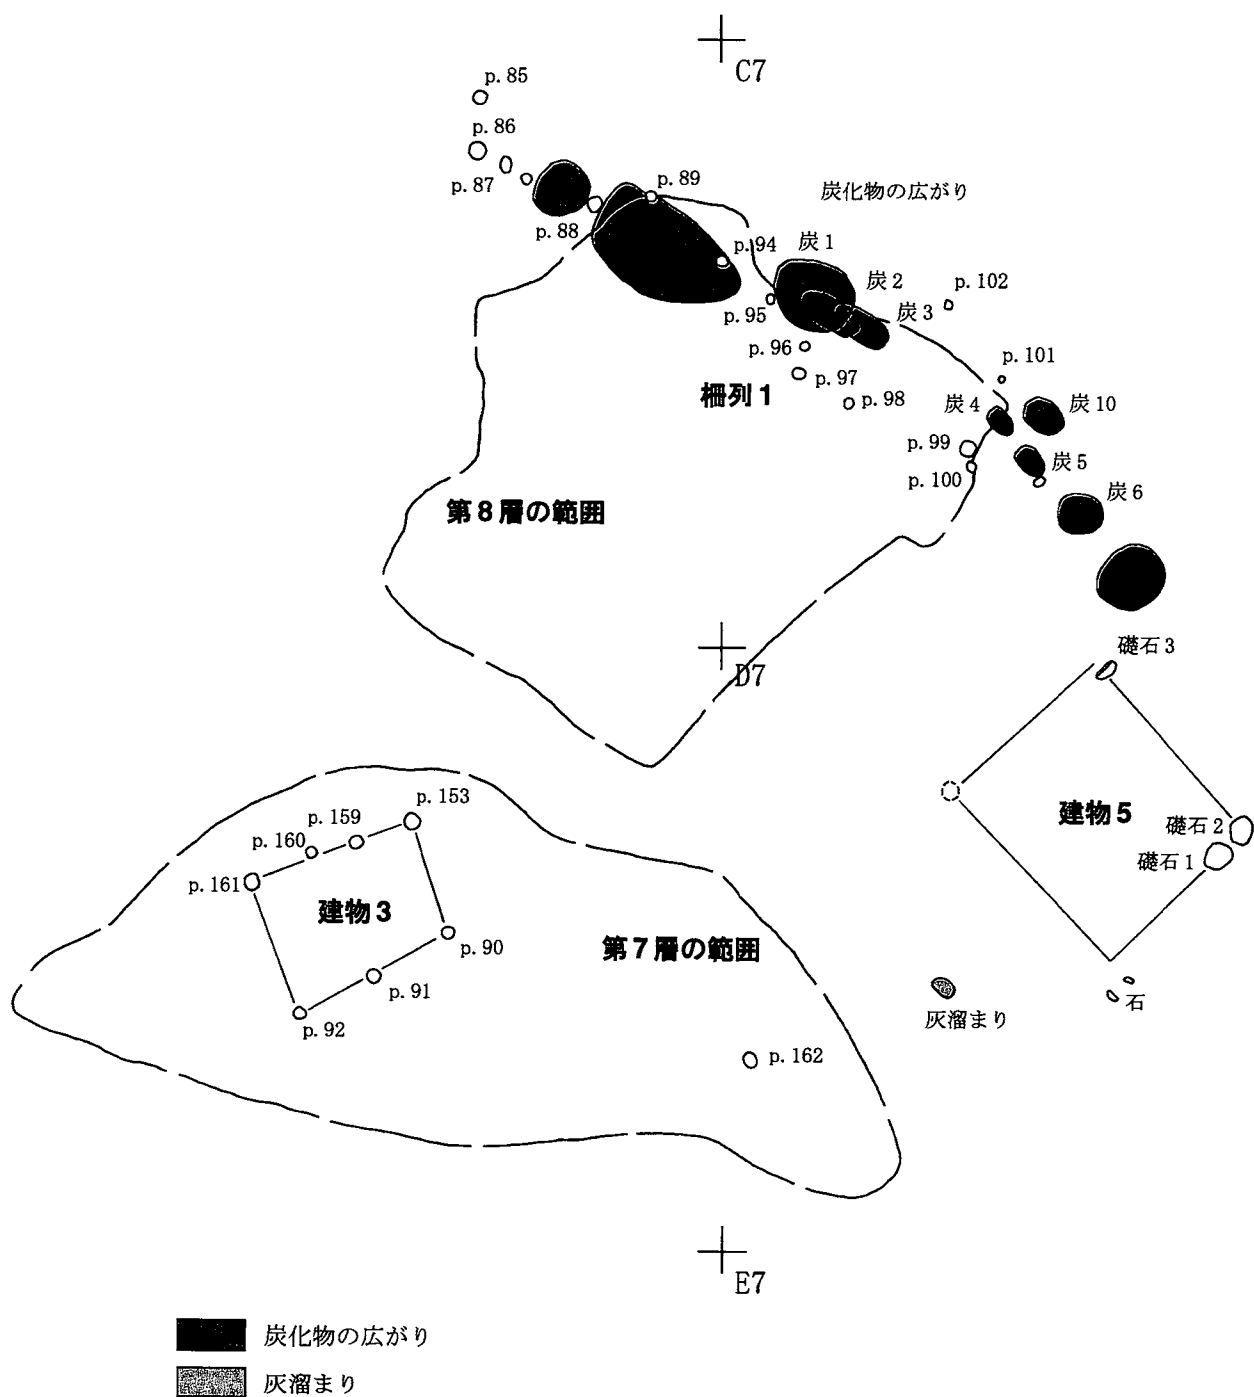 C7
p. 85
p. 86
p. 87
p. 88
p. 89
炭化物の広がり
p. 94
炭1
炭2
炭3
p. 102
p. 95
p. 96
p. 97
p. 98
p. 101
柵列1
炭4
炭10
p. 99
p. 100
炭5
炭6
第8層の範囲
D7
礎石3
建物5
礎石2
礎石1
p. 153
p. 159
p. 160
p. 161
建物3
p. 90
p. 91
p. 92
第7層の範囲
石
灰溜まり
p. 162
E7
炭化物の広がり
灰溜まり